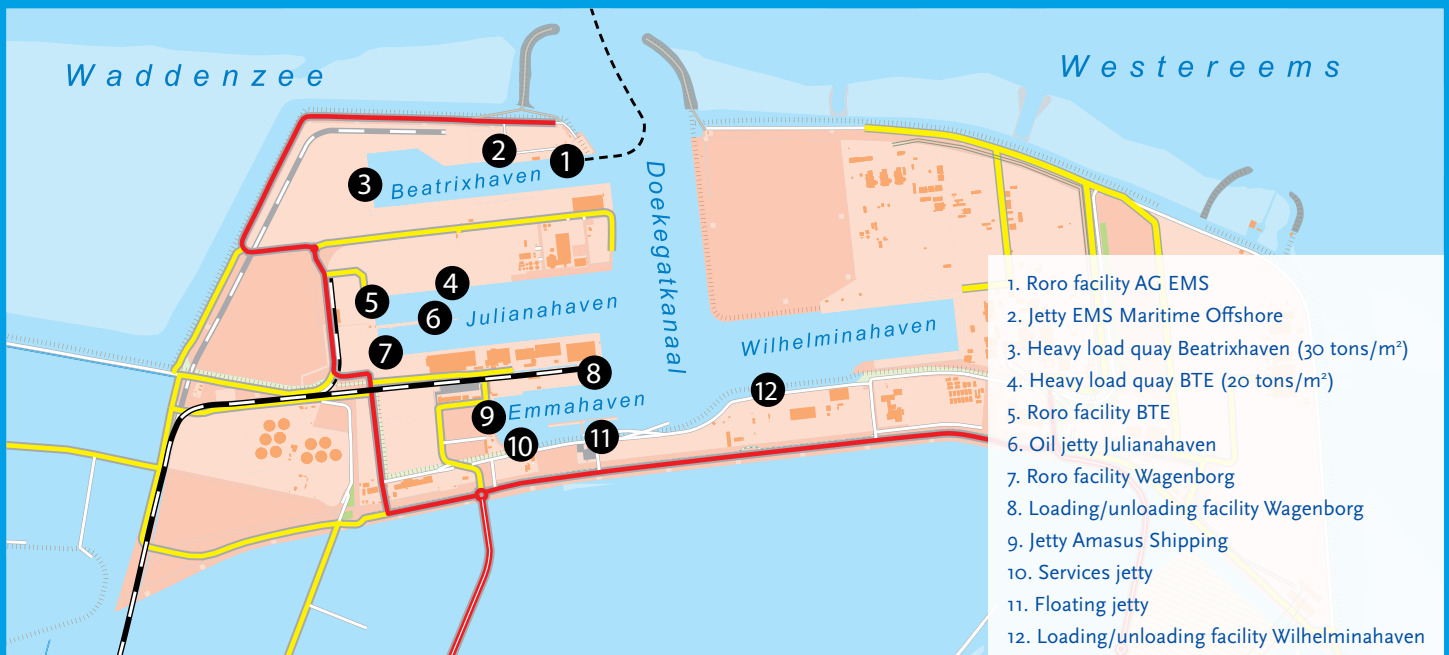 Waddenzee
Westereems
2
1
3
Beatrixhaven
Doekegatkanaal
4
5
6
Julianahaven
7
Wilhelminahaven
8
12
9
Emmahaven
10
11
1. Roro facility AG EMS
2. Jetty EMS Maritime Offshore
3. Heavy load quay Beatrixhaven (30 tons/m²)
4. Heavy load quay BTE (20 tons/m²)
5. Roro facility BTE
6. Oil jetty Julianahaven
7. Roro facility Wagenborg
8. Loading/unloading facility Wagenborg
9. Jetty Amasus Shipping
10. Services jetty
11. Floating jetty
12. Loading/unloading facility Wilhelminahaven